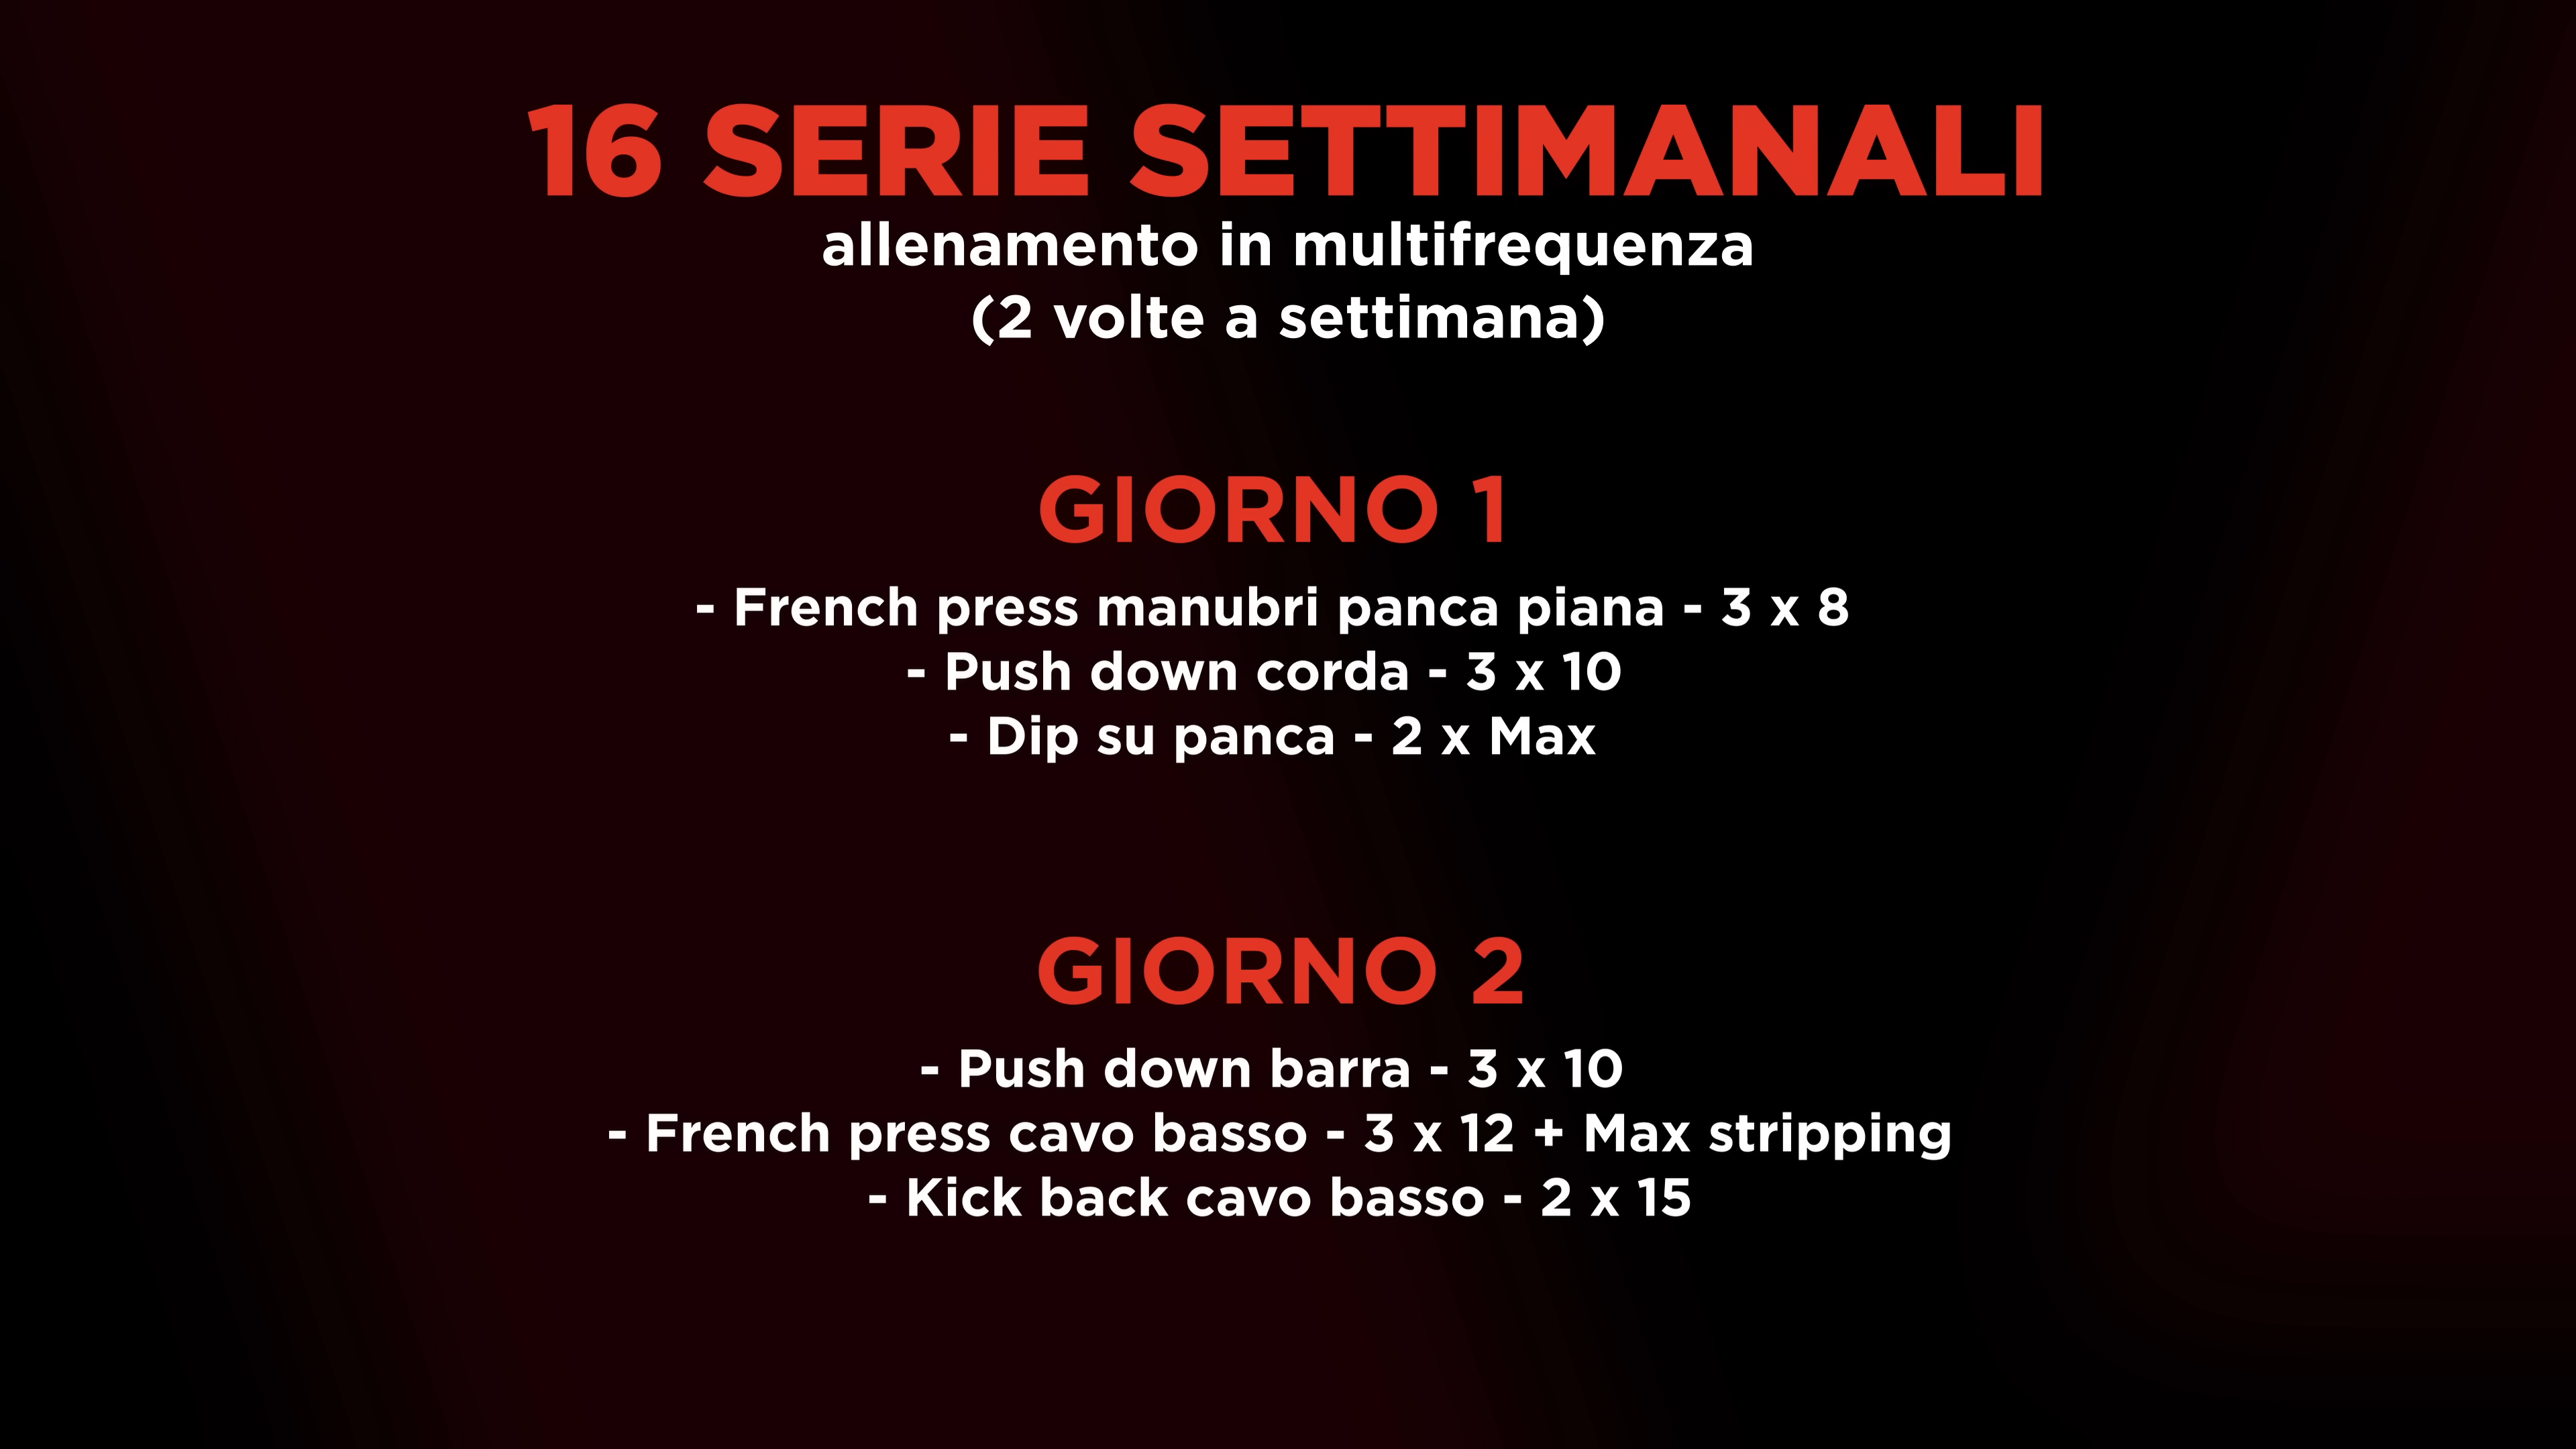 16 SERIE SETTIMANALI
allenamento in multifrequenza
(2 volte a settimana)
GIORNO 1
- French press manubri panca piana - 3 x 8
- Push down corda - 3 x 10
- Dip su panca - 2 x Max
GIORNO 2
- Push down barra - 3 x 10
- French press cavo basso - 3 x 12 + Max stripping
- Kick back cavo basso - 2 x 15